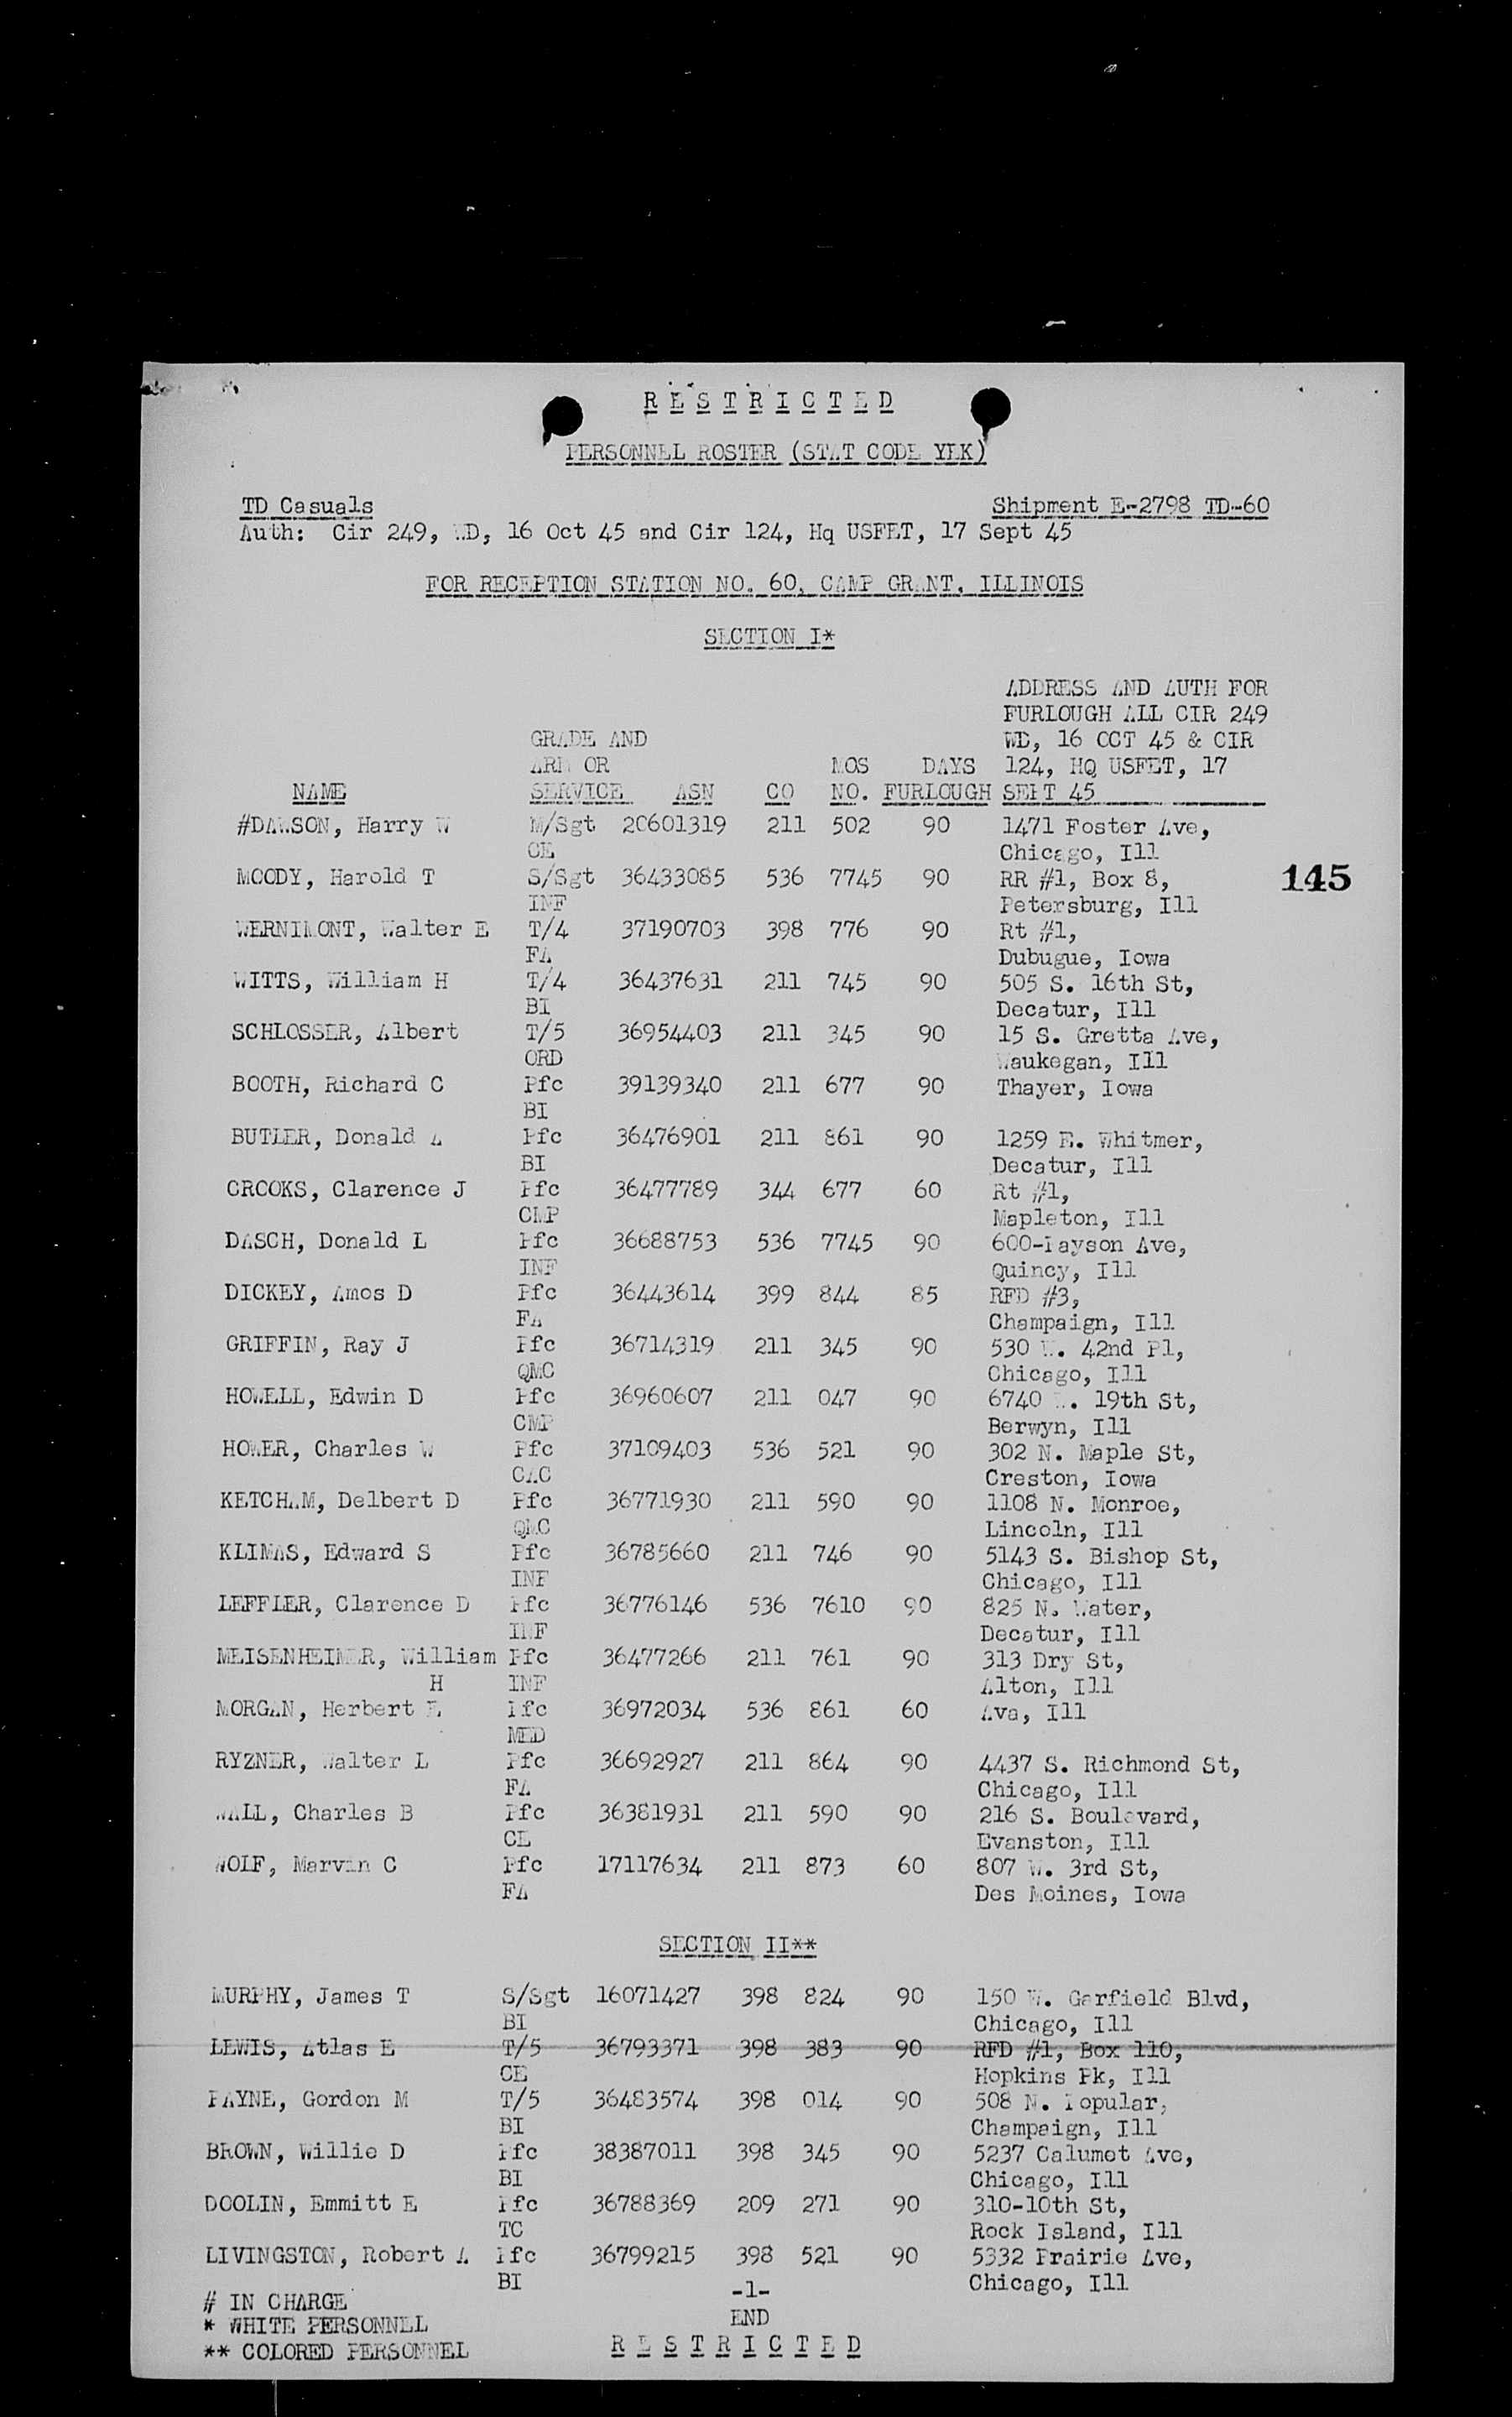 R E S T R I C T E D
PERSONNEL ROSTER (STAT CODE YEK)
TD Casuals Shipment E-2798 TD-60
Auth: Cir 249, WD, 16 Oct 45 and Cir 124, Hq USFET, 17 Sept 45
FOR RECEPTION STATION NO. 60, CAMP GRANT, ILLINOIS
SECTION I*
ADDRESS AND AUTH FOR
FURLOUGH ALL CIR 249
GRADE AND WD, 16 OCT 45 & CIR
ARM OR MOS DAYS 124, HQ USFET, 17
NAME SERVICE ASN CO NO. FURLOUGH SEPT 45
#DAWSON, Harry W M/Sgt 20601319 211 502 90 1471 Foster Ave,
CE Chicago, Ill
MOODY, Harold T S/Sgt 36433085 536 7745 90 RR #1, Box 8,
145
INF Petersburg, Ill
WERNIMONT, Walter E T/4 37190703 398 776 90 Rt #1,
FA Dubugue, Iowa
WITTS, William H T/4 36437631 211 745 90 505 S. 16th St,
BI Decatur, Ill
SCHLOSSER, Albert T/5 36954403 211 345 90 15 S. Gretta Ave,
ORD Waukegan, Ill
BOOTH, Richard C Pfc 39139340 211 677 90 Thayer, Iowa
BI
BUTLER, Donald A Pfc 36476901 211 861 90 1259 E. Whitmer,
BI Decatur, Ill
CROOKS, Clarence J Pfc 36477789 344 677 60 Rt #1,
CMP Mapleton, Ill
DASCH, Donald L Pfc 36688753 536 7745 90 600-Payson Ave,
INF Quincy, Ill
DICKEY, Amos D Pfc 36443614 399 844 85 RFD #3,
FA Champaign, Ill
GRIFFIN, Ray J Pfc 36714319 211 345 90 530 W. 42nd Pl,
QMC Chicago, Ill
HOWELL, Edwin D Pfc 36960607 211 047 90 6740 W. 19th St,
CMP Berwyn, Ill
HOWER, Charles W Pfc 37109403 536 521 90 302 N. Maple St,
CAC Creston, Iowa
KETCHAM, Delbert D Pfc 36771930 211 590 90 1108 N. Monroe,
QMC Lincoln, Ill
KLIMAS, Edward S Pfc 36785660 211 746 90 5143 S. Bishop St,
INF Chicago, Ill
LEFFLER, Clarence D Pfc 36776146 536 7610 90 825 N. Water,
INF Decatur, Ill
MEISENHEIMER, William Pfc 36477266 211 761 90 313 Dry St,
H INF Alton, Ill
MORGAN, Herbert E Pfc 36972034 536 861 60 Ava, Ill
MED
RYZNER, Walter L Pfc 36692927 211 864 90 4437 S. Richmond St,
FA Chicago, Ill
WALL, Charles B Pfc 36381931 211 590 90 216 S. Boulevard,
CE Evanston, Ill
WOLF, Marvin C Pfc 17117634 211 873 60 807 W. 3rd St,
FA Des Moines, Iowa
SECTION II**
MURPHY, James T S/Sgt 16071427 398 824 90 150 W. Garfield Blvd,
BI Chicago, Ill
LEWIS, Atlas E T/5 36793371 398 383 90 RFD #1, Box 110,
CE Hopkins Pk, Ill
PAYNE, Gordon M T/5 36483574 398 014 90 508 N. Popular,
BI Champaign, Ill
BROWN, Willie D Pfc 38387011 398 345 90 5237 Calumet Ave,
BI Chicago, Ill
DOOLIN, Emmitt E Pfc 36788369 209 271 90 310-10th St,
TC Rock Island, Ill
LIVINGSTON, Robert A Pfc 36799215 398 521 90 5332 Prairie Ave,
BI Chicago, Ill
# IN CHARGE -1-
* WHITE PERSONNEL END
** COLORED PERSONNEL R E S T R I C T E D